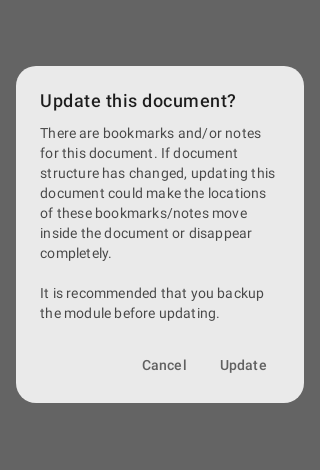 Update this document?
There are bookmarks and/or notes
for this document. If document
structure has changed, updating this
document could make the locations
of these bookmarks/notes move
inside the document or disappear
completely.
It is recommended that you backup
the module before updating.
Cancel Update